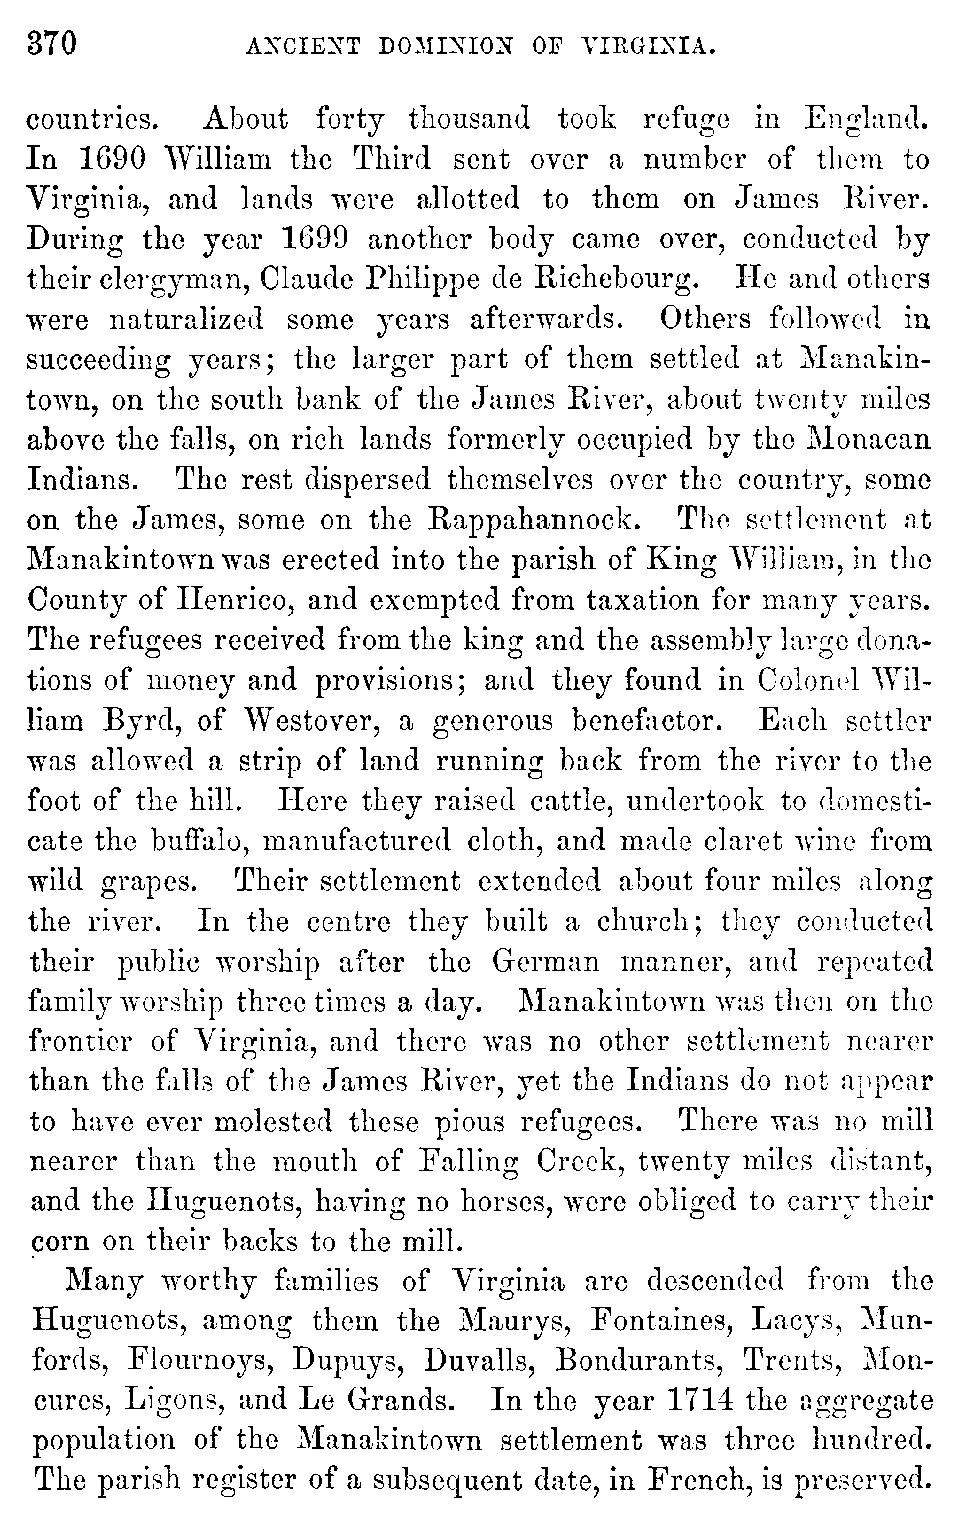 370 ANCIENT DOMINION OF VIRGINIA.
countries. About forty thousand took refuge in England.
In 1690 William the Third sent over a number of them to
Virginia, and lands were allotted to them on James River.
During the year 1699 another body came over, conducted by
their clergyman, Claude Philippe de Richebourg. He and others
were naturalized some years afterwards. Others followed in
succeeding years; the larger part of them settled at Manakin-
town, on the south bank of the James River, about twenty miles
above the falls, on rich lands formerly occupied by the Monacan
Indians. The rest dispersed themselves over the country, some
on the James, some on the Rappahannock. The settlement at
Manakintown was erected into the parish of King William, in the
County of Henrico, and exempted from taxation for many years.
The refugees received from the king and the assembly large dona-
tions of money and provisions; and they found in Colonel Wil-
liam Byrd, of Westover, a generous benefactor. Each settler
was allowed a strip of land running back from the river to the
foot of the hill. Here they raised cattle, undertook to domesti-
cate the buffalo, manufactured cloth, and made claret wine from
wild grapes. Their settlement extended about four miles along
the river. In the centre they built a church; they conducted
their public worship after the German manner, and repeated
family worship three times a day. Manakintown was then on the
frontier of Virginia, and there was no other settlement nearer
than the falls of the James River, yet the Indians do not appear
to have ever molested these pious refugees. There was no mill
nearer than the mouth of Falling Creek, twenty miles distant,
and the Huguenots, having no horses, were obliged to carry their
corn on their backs to the mill.
Many worthy families of Virginia are descended from the
Huguenots, among them the Maurys, Fontaines, Lacys, Mun-
fords, Flournoys, Dupuys, Duvalls, Bondurants, Trents, Mon-
cures, Ligons, and Le Grands. In the year 1714 the aggregate
population of the Manakintown settlement was three hundred.
The parish register of a subsequent date, in French, is preserved.